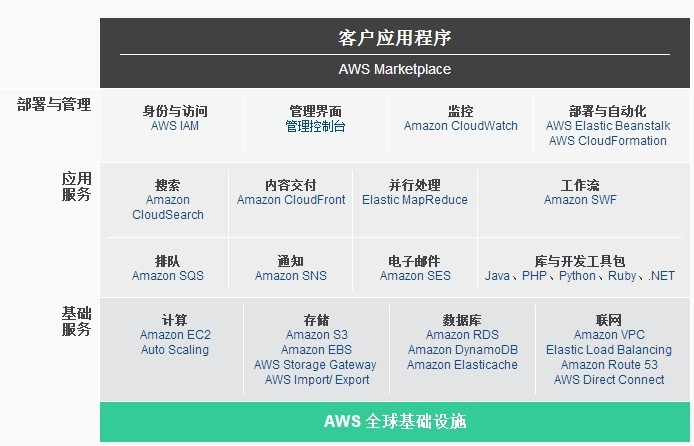 客户应用程序
AWS Marketplace
部署与管理
身份与访问
AWS IAM
管理界面
管理控制台
监控
Amazon CloudWatch
部署与自动化
AWS Elastic Beanstalk
AWS CloudFormation
应用
服务
搜索
Amazon
CloudSearch
内容交付
Amazon CloudFront
并行处理
Elastic MapReduce
工作流
Amazon SWF
排队
Amazon SQS
通知
Amazon SNS
电子邮件
Amazon SES
库与开发工具包
Java、PHP、Python、Ruby、.NET
基础
服务
计算
Amazon EC2
Auto Scaling
存储
Amazon S3
Amazon EBS
AWS Storage Gateway
AWS Import/ Export
数据库
Amazon RDS
Amazon DynamoDB
Amazon Elasticache
联网
Amazon VPC
Elastic Load Balancing
Amazon Route 53
AWS Direct Connect
AWS 全球基础设施